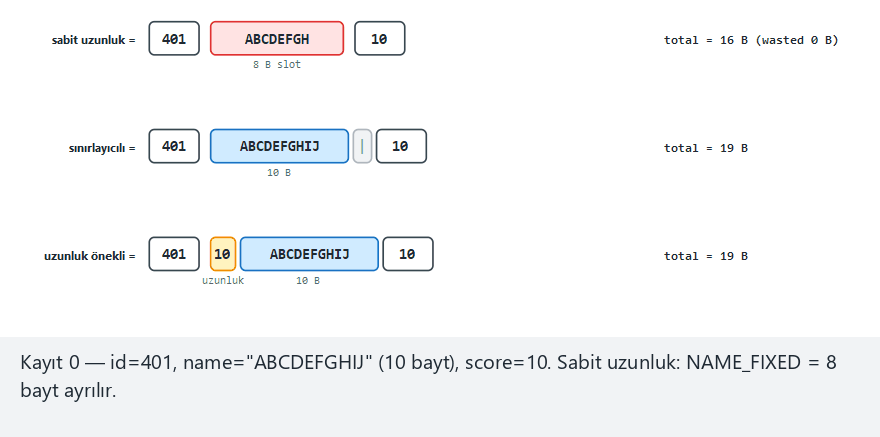 sabit uzunluk = 401 ABCDEFGH 10 total = 16 B (wasted 0 B)
8 B slot
sınırlayıcılı = 401 ABCDEFGHIJ | 10 total = 19 B
10 B
uzunluk önekli = 401 10 ABCDEFGHIJ 10 total = 19 B
uzunluk 10 B
Kayıt 0 — id=401, name="ABCDEFGHIJ" (10 bayt), score=10. Sabit uzunluk: NAME_FIXED = 8
bayt ayrılır.